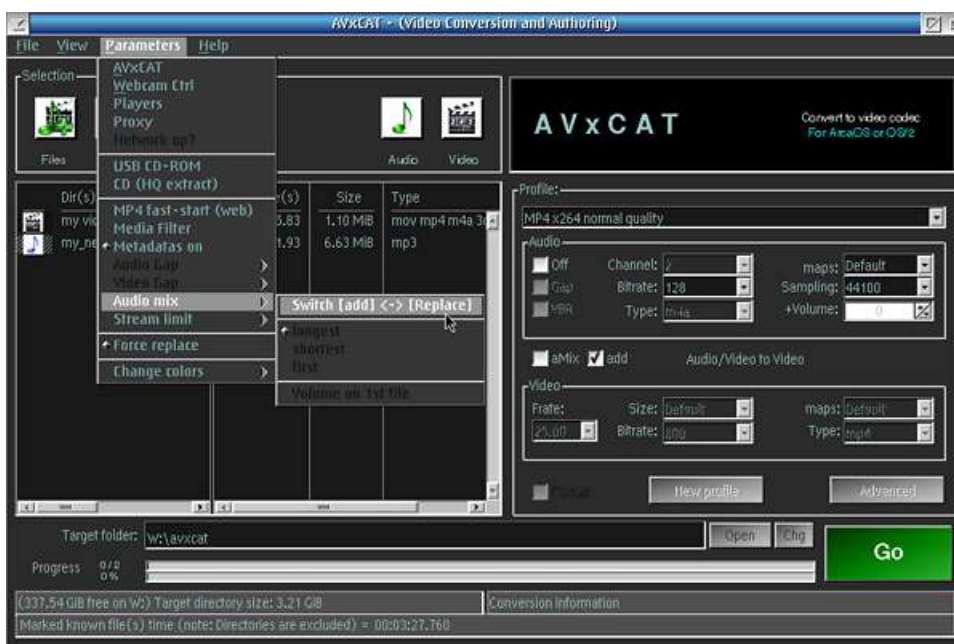 AVxCAT - (Video Conversion and Authoring)
File View Parameters Help
Selection
Files
Audio Video
AVxCAT
Webcam Ctrl
Players
Proxy
Network up?
USB CD-ROM
CD (HQ extract)
MP4 fast-start (web)
Media Filter
Metadatas on
Audio Gap
Video Gap
Audio mix
Stream limit
Force replace
Change colors
Switch [add] <-> [Replace]
longest
shortest
first
Volume on 1st file
Dir(s) (s) Size Type
my vid 5.83 1.10 MiB mov mp4 m4a
my_ne 1.93 6.63 MiB mp3
AVxCAT
Convert to video codec
For ArcaOS or OS/2
Profile:
MP4 x264 normal quality
Audio
Off Channel: 2 maps: Default
Gap Bitrate: 128 Sampling: 44100
VBR Type: m4a +Volume: 0
aMix add Audio/Video to Video
Video
Frate: Size: Default maps: Default
25.00 Bitrate: 800 Type: mp4
New profile Advanced
Target folder: w:\avxcat Open Chg
Go
Progress 0/2
0 %
(337.54 GiB free on W:) Target directory size: 3.21 GiB Conversion information
Marked known file(s) time (note: Directories are excluded) = 00:03:27.760